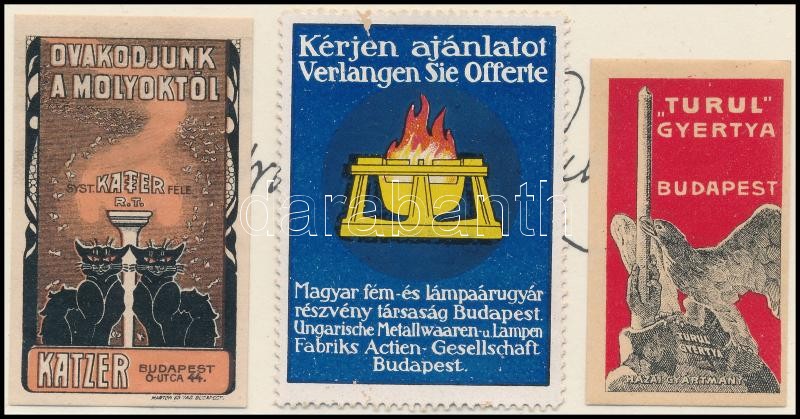 OVAKODJUNK
A MOLYOKTÓL
SYST. KATZER FÉLE
R.T.
KATZER BUDAPEST
Ó-UTCA 44.
Kérjen ajánlatot
Verlangen Sie Offerte
Magyar fém-és lámpaárugyár
részvény társaság Budapest.
Ungarische Metallwaaren-u. Lampen
Fabriks Actien-Gesellschaft
Budapest.
"TURUL"
GYERTYA
BUDAPEST
TURUL
GYERTYA
HAZAI GYÁRTMÁNY
darabanth